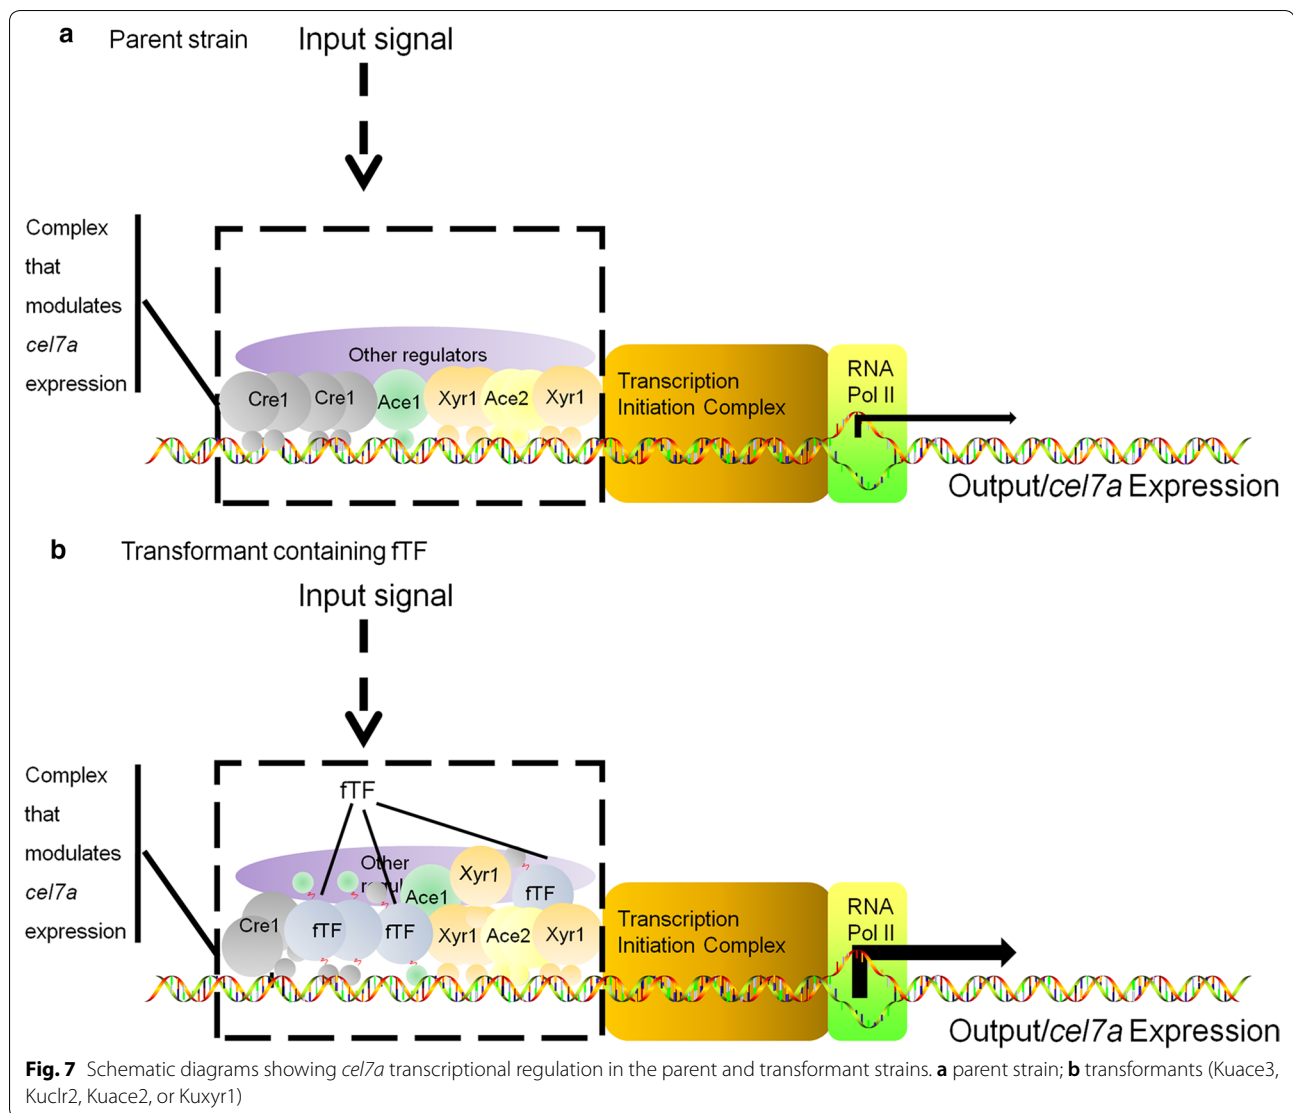 a Parent strain Input signal
Complex
that
modulates
cel7a
expression
Other regulators
Cre1 Cre1 Ace1 Xyr1 Ace2 Xyr1
Transcription
Initiation Complex
RNA
Pol II
Output/cel7a Expression
b Transformant containing fTF
Input signal
Complex
that
modulates
cel7a
expression
fTF
Other
Xyr1
Ace1
fTF
Cre1 fTF fTF Xyr1 Ace2 Xyr1
Transcription
Initiation Complex
RNA
Pol II
Output/cel7a Expression
Fig. 7 Schematic diagrams showing cel7a transcriptional regulation in the parent and transformant strains. a parent strain; b transformants (Kuace3,
Kuclr2, Kuace2, or Kuxyr1)